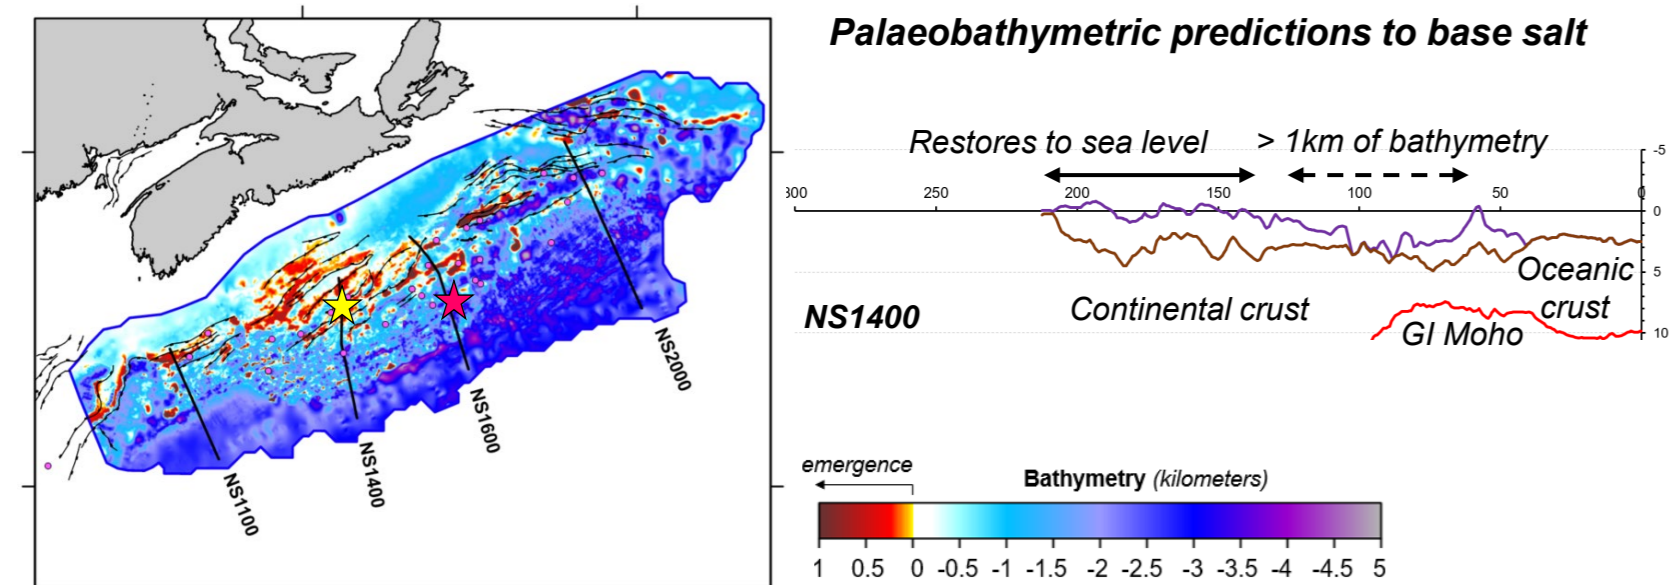 Palaeobathymetric predictions to base salt
Restores to sea level
> 1km of bathymetry
-5
300 250 200 150 100 50 0
0
5
10
NS1400
Continental crust
Oceanic
crust
GI Moho
NS2000
NS1600
NS1400
NS1100
emergence
Bathymetry (kilometers)
1 0.5 0 -0.5 -1 -1.5 -2 -2.5 -3 -3.5 -4 -4.5 5